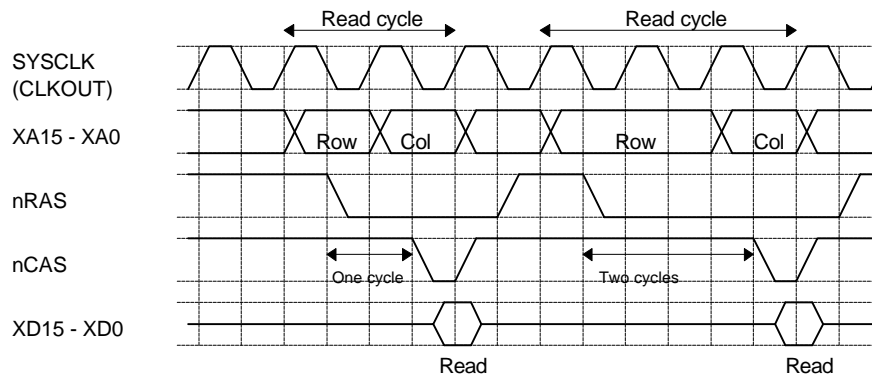 Read cycle Read cycle
SYSCLK
(CLKOUT)
XA15 - XA0 Row Col Row Col
nRAS
nCAS
One cycle Two cycles
XD15 - XD0
Read Read